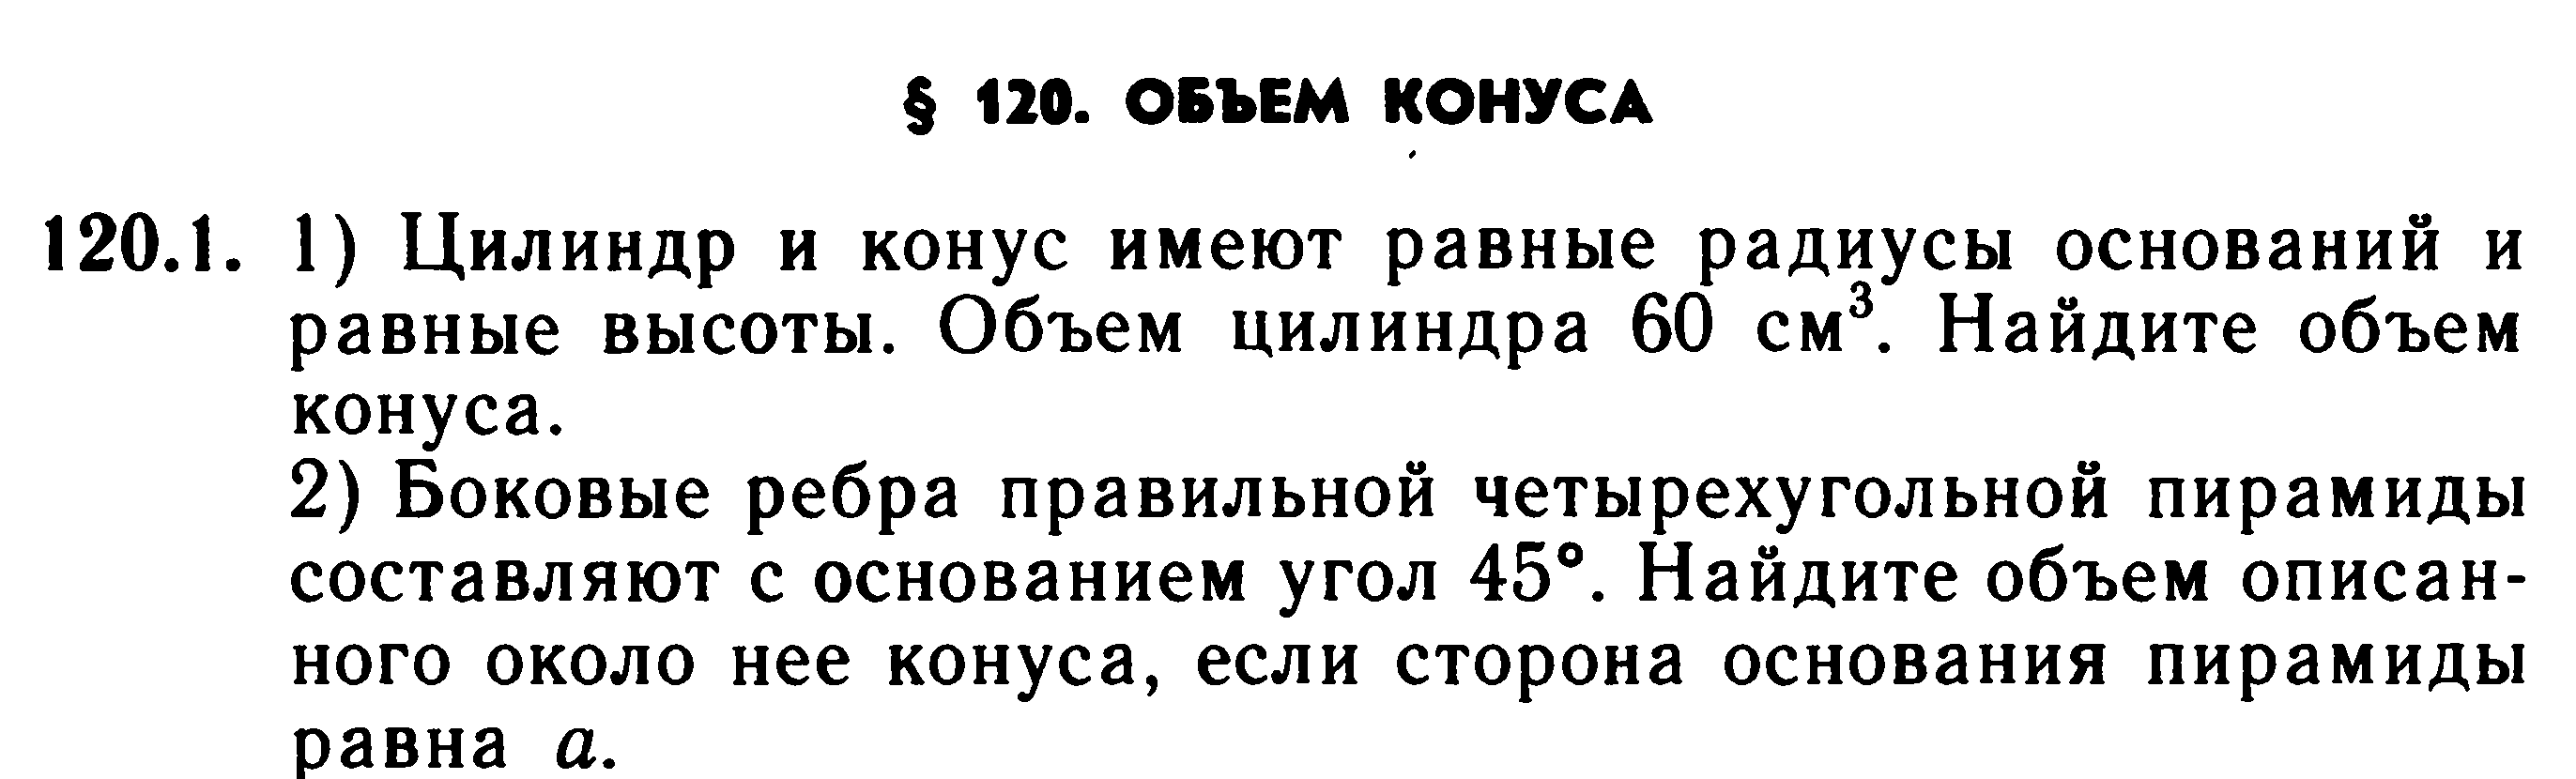 § 120. ОБЪЕМ КОНУСА
120.1. 1) Цилиндр и конус имеют равные радиусы оснований и
равные высоты. Объем цилиндра 60 см³. Найдите объем
конуса.
2) Боковые ребра правильной четырехугольной пирамиды
составляют с основанием угол 45°. Найдите объем описан-
ного около нее конуса, если сторона основания пирамиды
равна a.